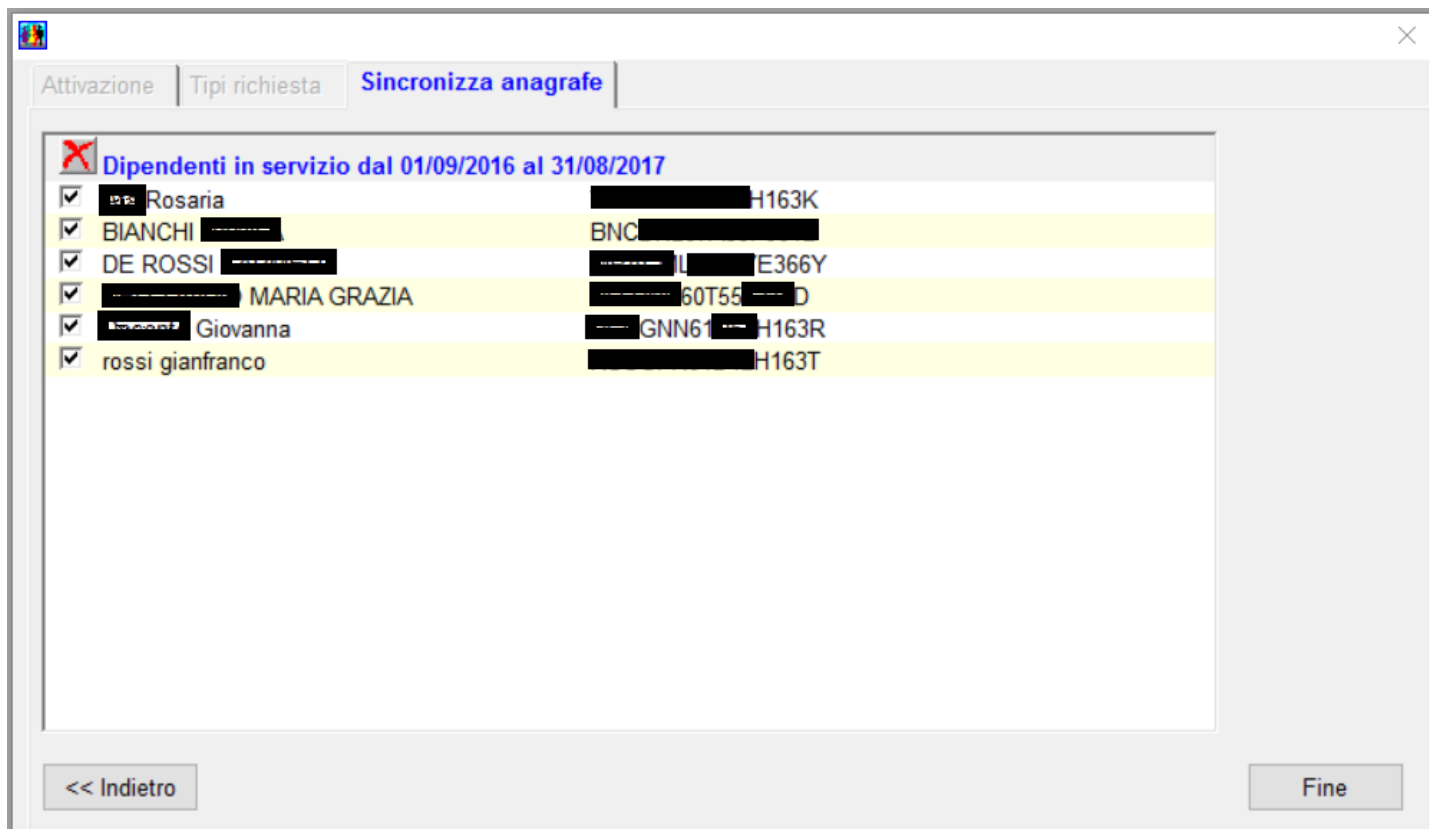 Attivazione Tipi richiesta Sincronizza anagrafe
Dipendenti in servizio dal 01/09/2016 al 31/08/2017
Rosaria H163K
BIANCHI BNC
DE ROSSI E366Y
MARIA GRAZIA 60T55 D
Giovanna GNN61 H163R
rossi gianfranco H163T
<< Indietro Fine